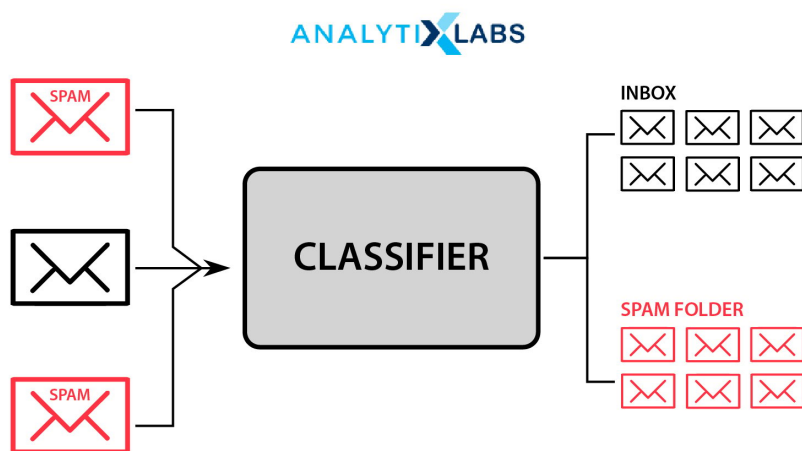 ANALYTIXLABS
SPAM
SPAM
CLASSIFIER
INBOX
SPAM FOLDER